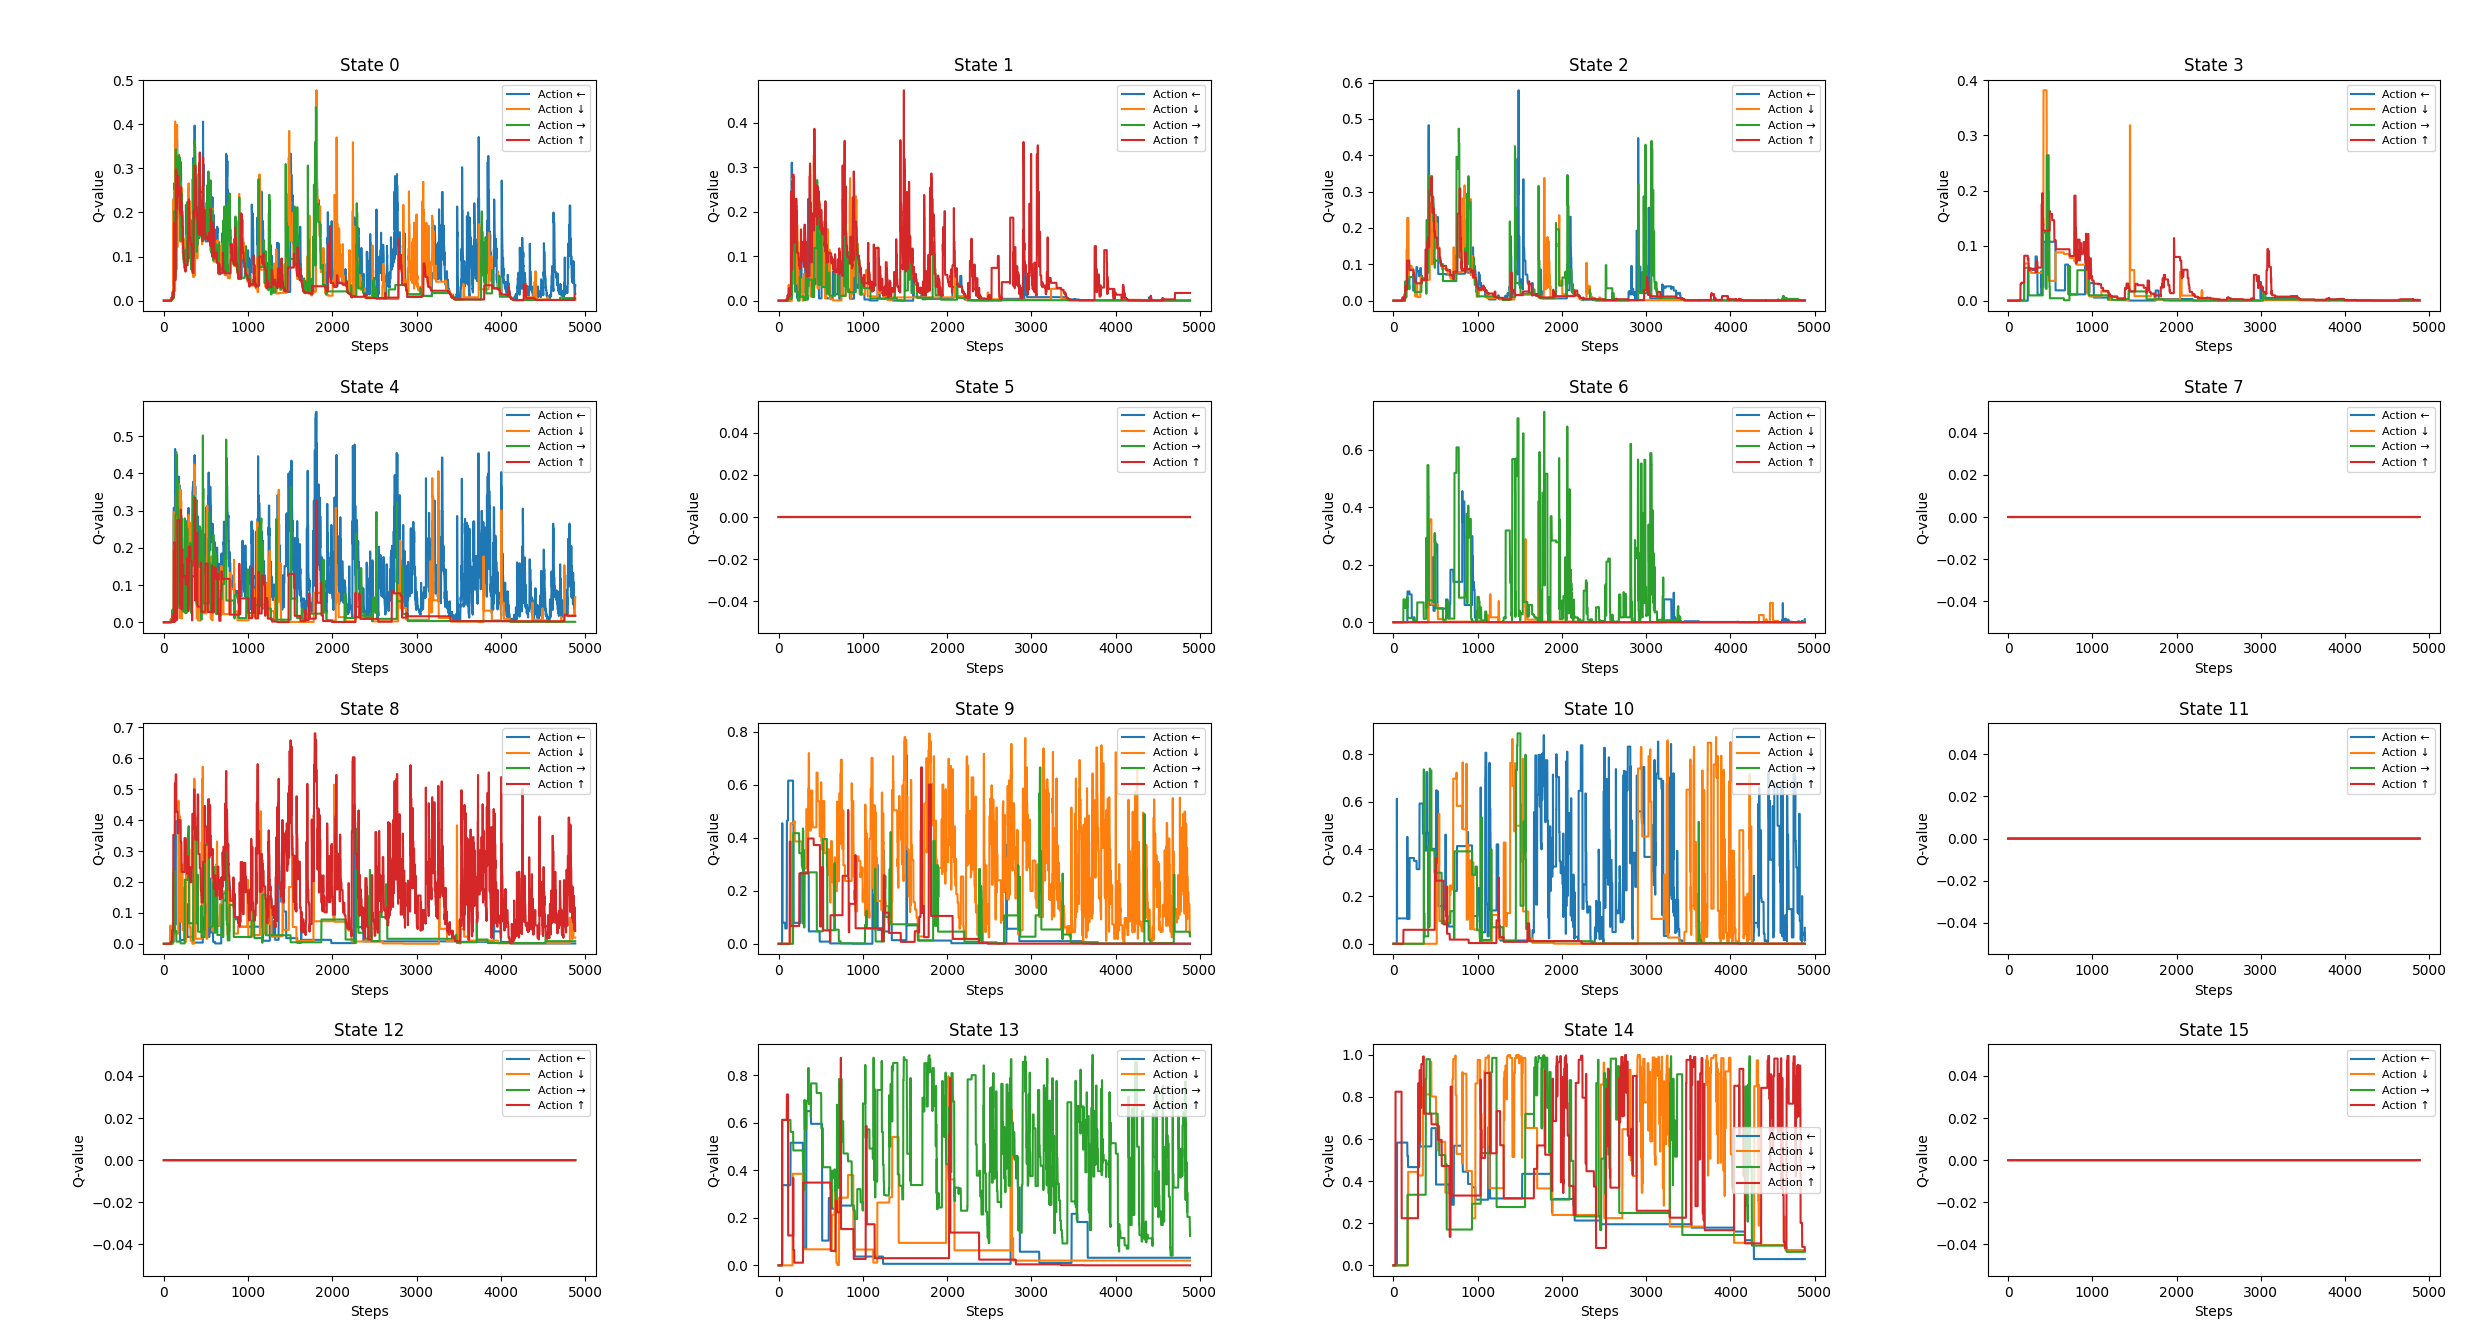 State 0
0.5
0.4
0.3
0.2
0.1
0.0
Q-value
Action ←
Action ↓
Action →
Action ↑
0 1000 2000 3000 4000 5000
Steps
State 1
0.4
0.3
0.2
0.1
0.0
Q-value
Action ←
Action ↓
Action →
Action ↑
0 1000 2000 3000 4000 5000
Steps
State 2
0.6
0.5
0.4
0.3
0.2
0.1
0.0
Q-value
Action ←
Action ↓
Action →
Action ↑
0 1000 2000 3000 4000 5000
Steps
State 3
0.4
0.3
0.2
0.1
0.0
Q-value
Action ←
Action ↓
Action →
Action ↑
0 1000 2000 3000 4000 5000
Steps
State 4
0.5
0.4
0.3
0.2
0.1
0.0
Q-value
Action ←
Action ↓
Action →
Action ↑
0 1000 2000 3000 4000 5000
Steps
State 5
0.04
0.02
0.00
−0.02
−0.04
Q-value
Action ←
Action ↓
Action →
Action ↑
0 1000 2000 3000 4000 5000
Steps
State 6
0.6
0.4
0.2
0.0
Q-value
Action ←
Action ↓
Action →
Action ↑
0 1000 2000 3000 4000 5000
Steps
State 7
0.04
0.02
0.00
−0.02
−0.04
Q-value
Action ←
Action ↓
Action →
Action ↑
0 1000 2000 3000 4000 5000
Steps
State 8
0.7
0.6
0.5
0.4
0.3
0.2
0.1
0.0
Q-value
Action ←
Action ↓
Action →
Action ↑
0 1000 2000 3000 4000 5000
Steps
State 9
0.8
0.6
0.4
0.2
0.0
Q-value
Action ←
Action ↓
Action →
Action ↑
0 1000 2000 3000 4000 5000
Steps
State 10
0.8
0.6
0.4
0.2
0.0
Q-value
Action ←
Action ↓
Action →
Action ↑
0 1000 2000 3000 4000 5000
Steps
State 11
0.04
0.02
0.00
−0.02
−0.04
Q-value
Action ←
Action ↓
Action →
Action ↑
0 1000 2000 3000 4000 5000
Steps
State 12
0.04
0.02
0.00
−0.02
−0.04
Q-value
Action ←
Action ↓
Action →
Action ↑
0 1000 2000 3000 4000 5000
Steps
State 13
0.8
0.6
0.4
0.2
0.0
Q-value
Action ←
Action ↓
Action →
Action ↑
0 1000 2000 3000 4000 5000
Steps
State 14
1.0
0.8
0.6
0.4
0.2
0.0
Q-value
Action ←
Action ↓
Action →
Action ↑
0 1000 2000 3000 4000 5000
Steps
State 15
0.04
0.02
0.00
−0.02
−0.04
Q-value
Action ←
Action ↓
Action →
Action ↑
0 1000 2000 3000 4000 5000
Steps